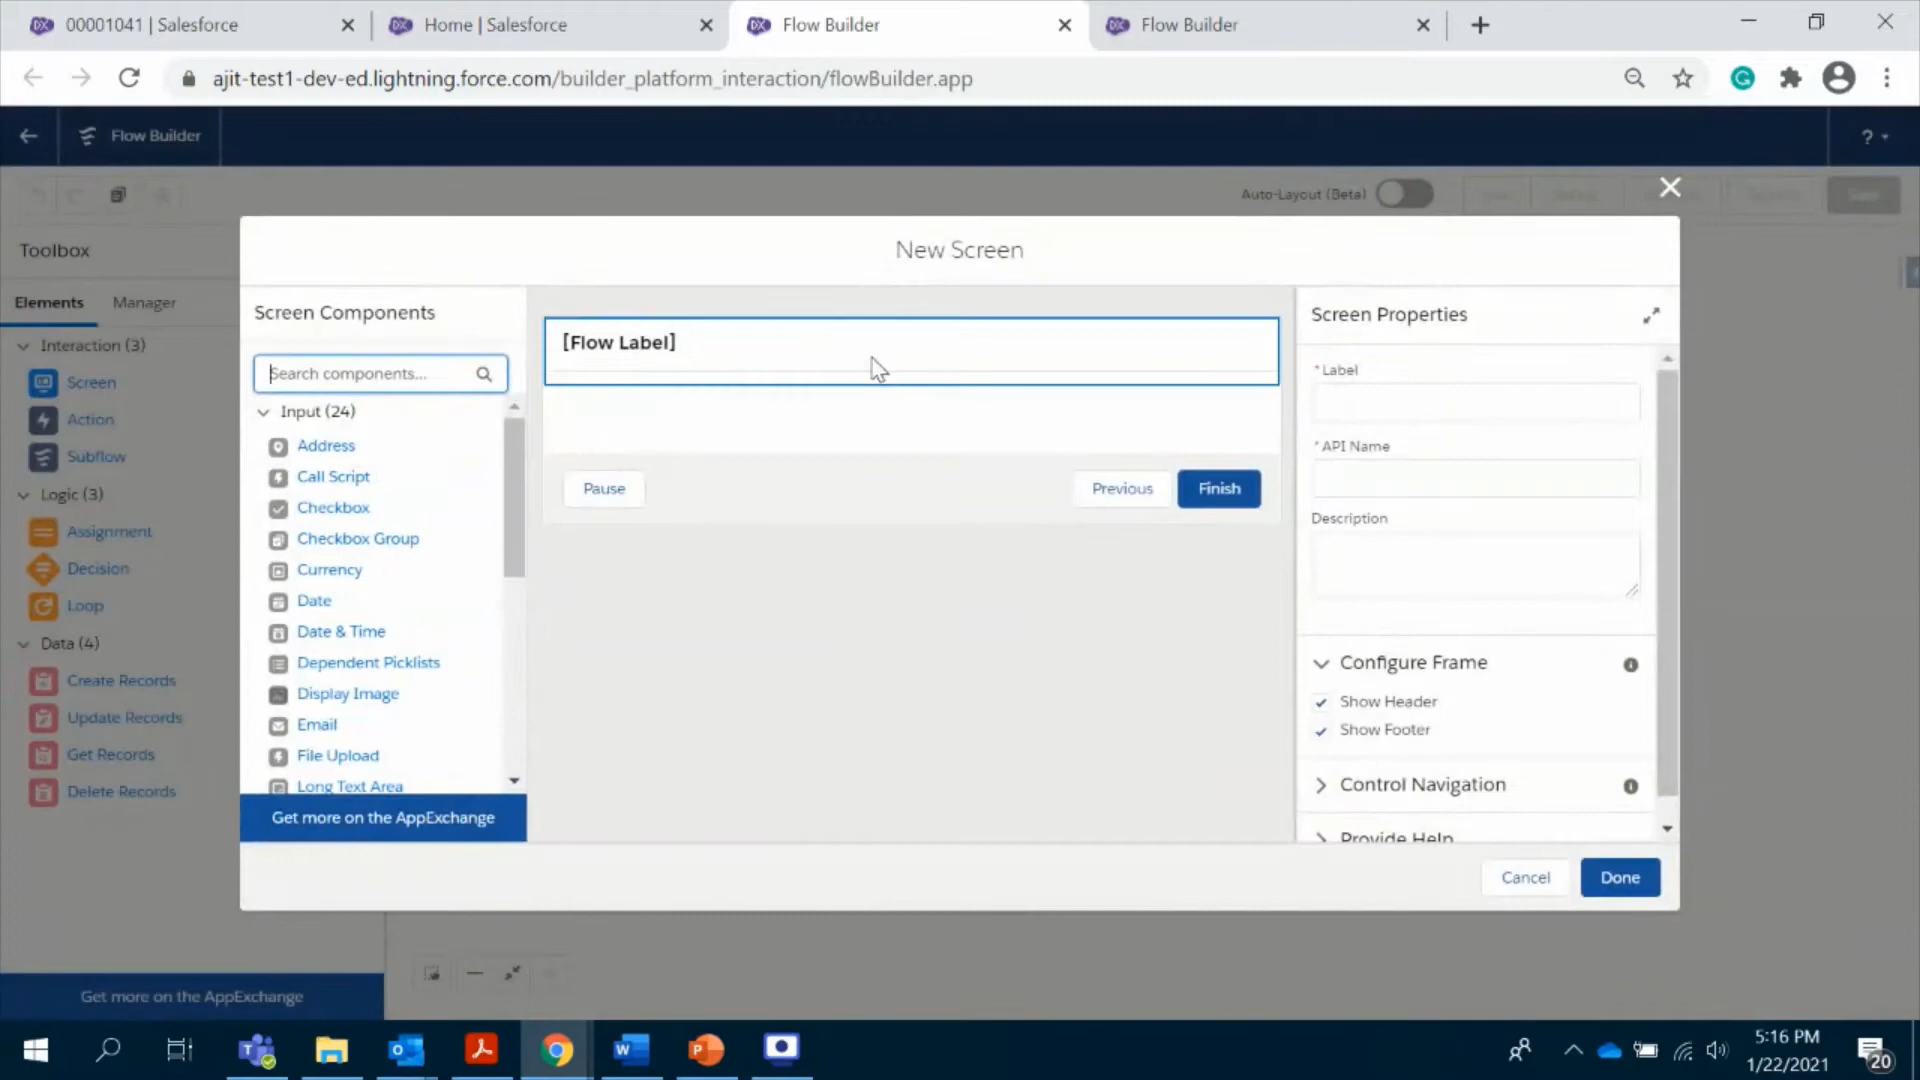 00001041 | Salesforce
Home | Salesforce
Flow Builder
Flow Builder
ajit-test1-dev-ed.lightning.force.com/builder_platform_interaction/flowBuilder.app
Flow Builder
?
Auto-Layout (Beta)
Toolbox
Elements
Manager
Interaction (3)
Screen
Action
Subflow
Logic (3)
Assignment
Decision
Loop
Data (4)
Create Records
Update Records
Get Records
Delete Records
Get more on the AppExchange
New Screen
Screen Components
Search components...
Input (24)
Address
Call Script
Checkbox
Checkbox Group
Currency
Date
Date & Time
Dependent Picklists
Display Image
Email
File Upload
Long Text Area
Get more on the AppExchange
[Flow Label]
Pause
Previous
Finish
Screen Properties
* Label
* API Name
Description
Configure Frame
Show Header
Show Footer
Control Navigation
Provide Help
Cancel
Done
5:16 PM
1/22/2021
20